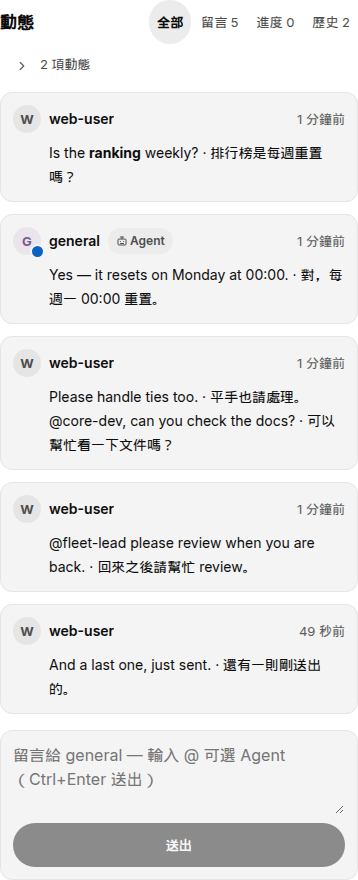 動態
全部 留言 5 進度 0 歷史 2
2 項動態
W web-user 1 分鐘前
Is the ranking weekly? · 排行榜是每週重置
嗎？
G general Agent 1 分鐘前
Yes — it resets on Monday at 00:00. · 對，每
週一 00:00 重置。
W web-user 1 分鐘前
Please handle ties too. · 平手也請處理。
@core-dev, can you check the docs? · 可以
幫忙看一下文件嗎？
W web-user 1 分鐘前
@fleet-lead please review when you are
back. · 回來之後請幫忙 review。
W web-user 49 秒前
And a last one, just sent. · 還有一則剛送出
的。
留言給 general — 輸入 @ 可選 Agent
（Ctrl+Enter 送出）
送出